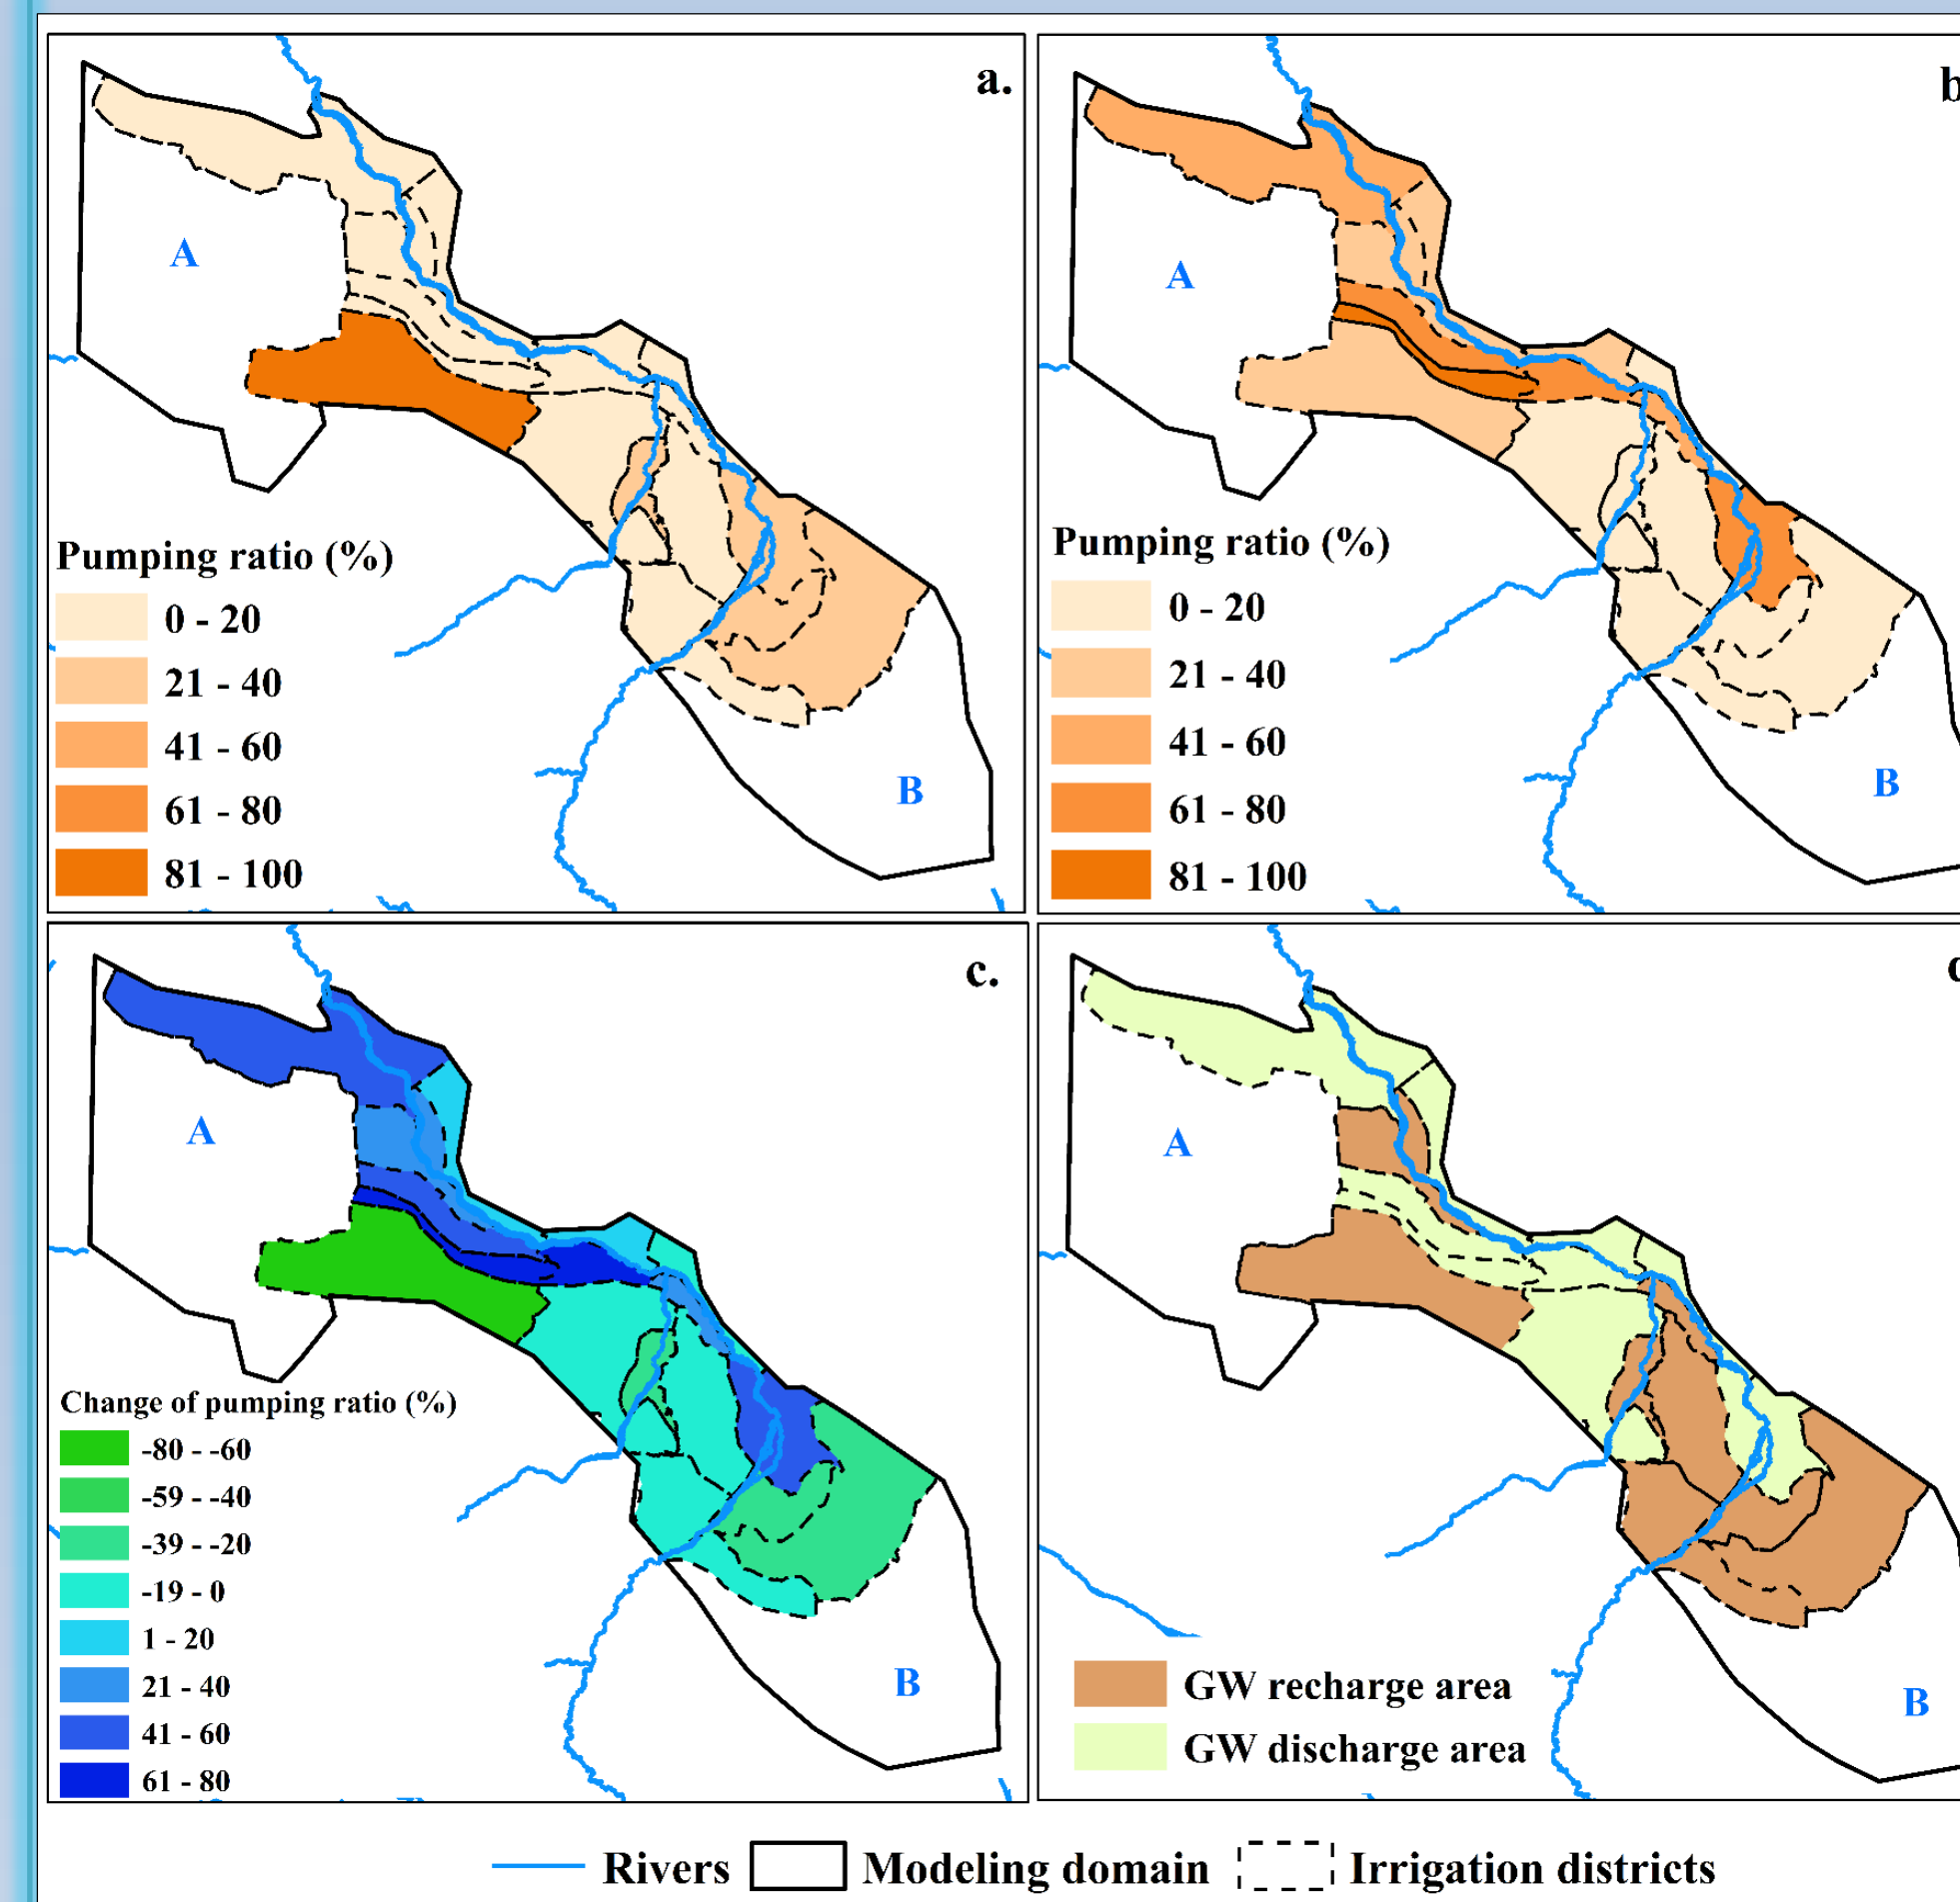 a.
A
Pumping ratio (%)
0 - 20
21 - 40
41 - 60
61 - 80
81 - 100
B
b
A
Pumping ratio (%)
0 - 20
21 - 40
41 - 60
61 - 80
81 - 100
B
c.
A
Change of pumping ratio (%)
-80 - -60
-59 - -40
-39 - -20
-19 - 0
1 - 20
21 - 40
41 - 60
61 - 80
B
A
GW recharge area
GW discharge area
B
Rivers Modeling domain Irrigation districts